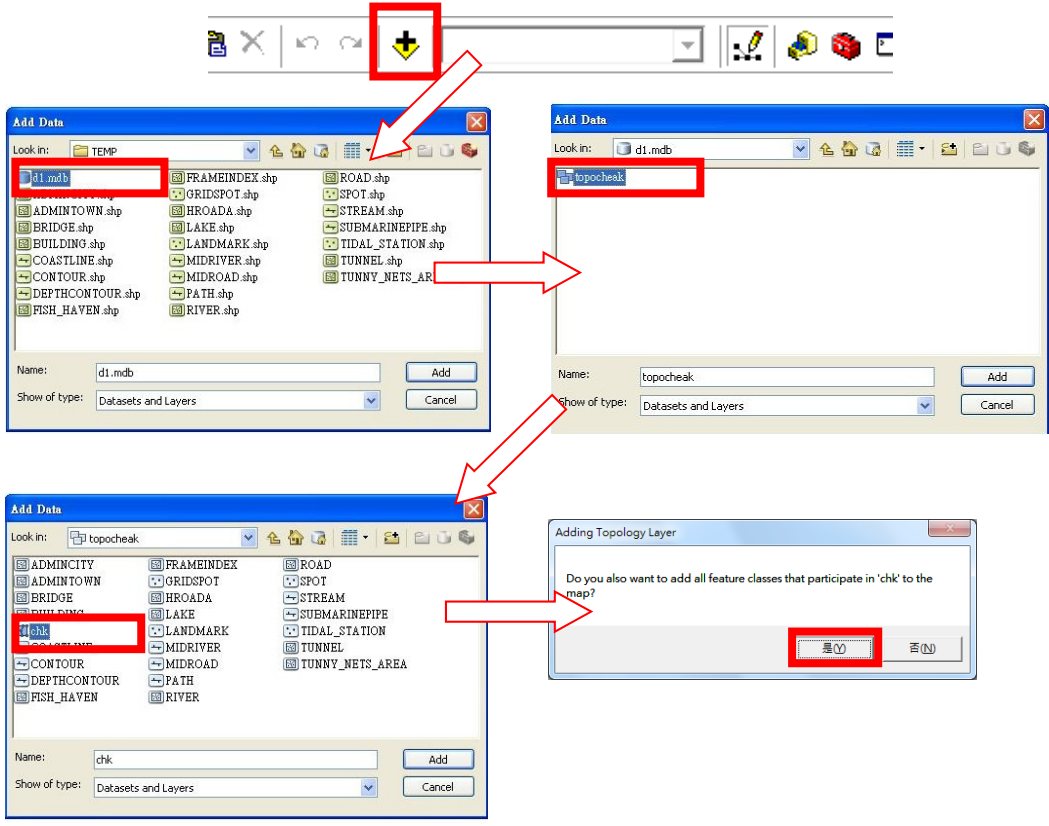 Add Data
Look in: TEMP
d1.mdb FRAMEINDEX.shp ROAD.shp
GRIDSPOT.shp SPOT.shp
ADMINTOWN.shp HROADA.shp STREAM.shp
BRIDGE.shp LAKE.shp SUBMARINEPIPE.shp
BUILDING.shp LANDMARK.shp TIDAL_STATION.shp
COASTLINE.shp MIDRIVER.shp TUNNEL.shp
CONTOUR.shp MIDROAD.shp TUNNY_NETS_AR
DEPTHCONTOUR.shp PATH.shp
FISH_HAVEN.shp RIVER.shp
Name: d1.mdb Add
Show of type: Datasets and Layers Cancel
Add Data
Look in: d1.mdb
topocheak
Name: topocheak Add
Show of type: Datasets and Layers Cancel
Add Data
Look in: topocheak
ADMINCITY FRAMEINDEX ROAD
ADMINTOWN GRIDSPOT SPOT
BRIDGE HROADA STREAM
BUILDING LAKE SUBMARINEPIPE
chk LANDMARK TIDAL_STATION
COASTLINE MIDRIVER TUNNEL
CONTOUR MIDROAD TUNNY_NETS_AREA
DEPTHCONTOUR PATH
FISH_HAVEN RIVER
Name: chk Add
Show of type: Datasets and Layers Cancel
Adding Topology Layer
Do you also want to add all feature classes that participate in 'chk' to the
map?
是(Y) 否(N)